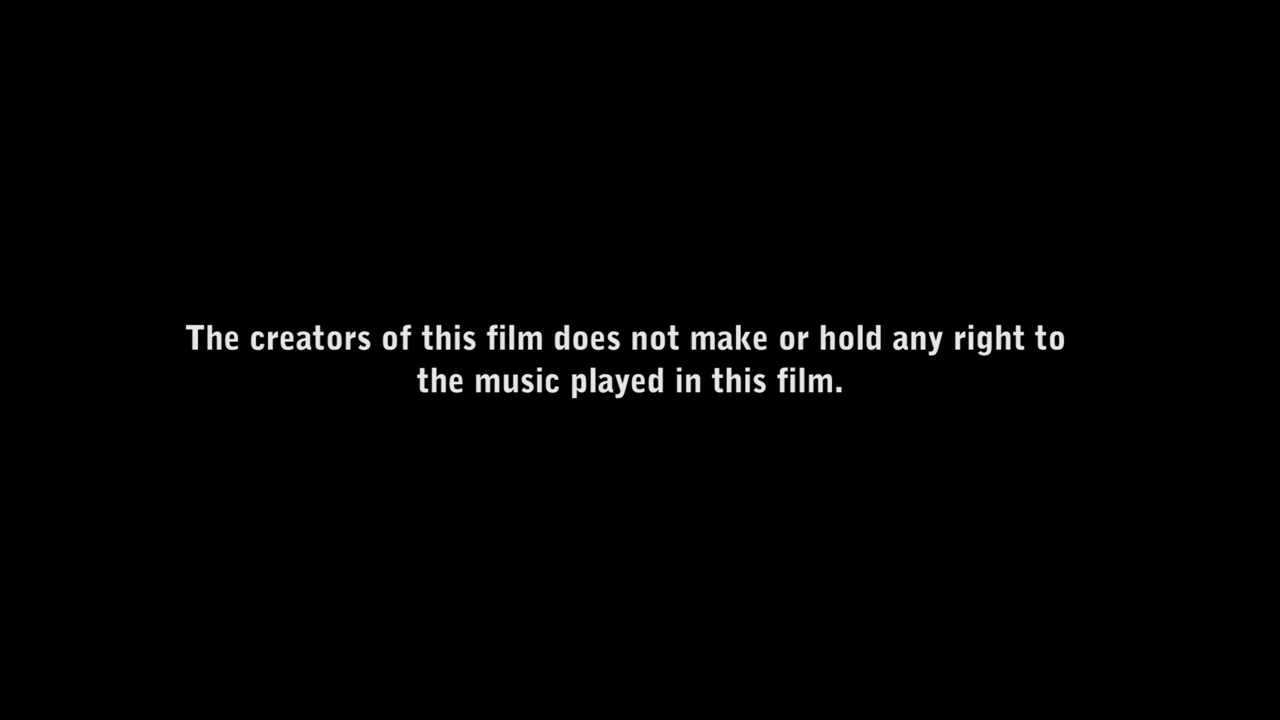 The creators of this film does not make or hold any right to
the music played in this film.